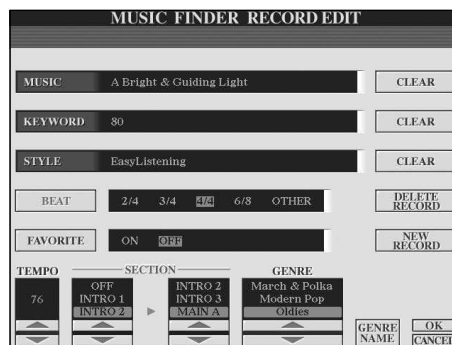 MUSIC FINDER RECORD EDIT
MUSIC A Bright & Guiding Light CLEAR
KEYWORD 80 CLEAR
STYLE EasyListening CLEAR
BEAT 2/4 3/4 4/4 6/8 OTHER DELETE RECORD
FAVORITE ON OFF NEW RECORD
TEMPO SECTION GENRE
OFF INTRO 2 March & Polka
76 INTRO 1 INTRO 3 Modern Pop
INTRO 2 MAIN A Oldies
GENRE NAME OK
CANCEL